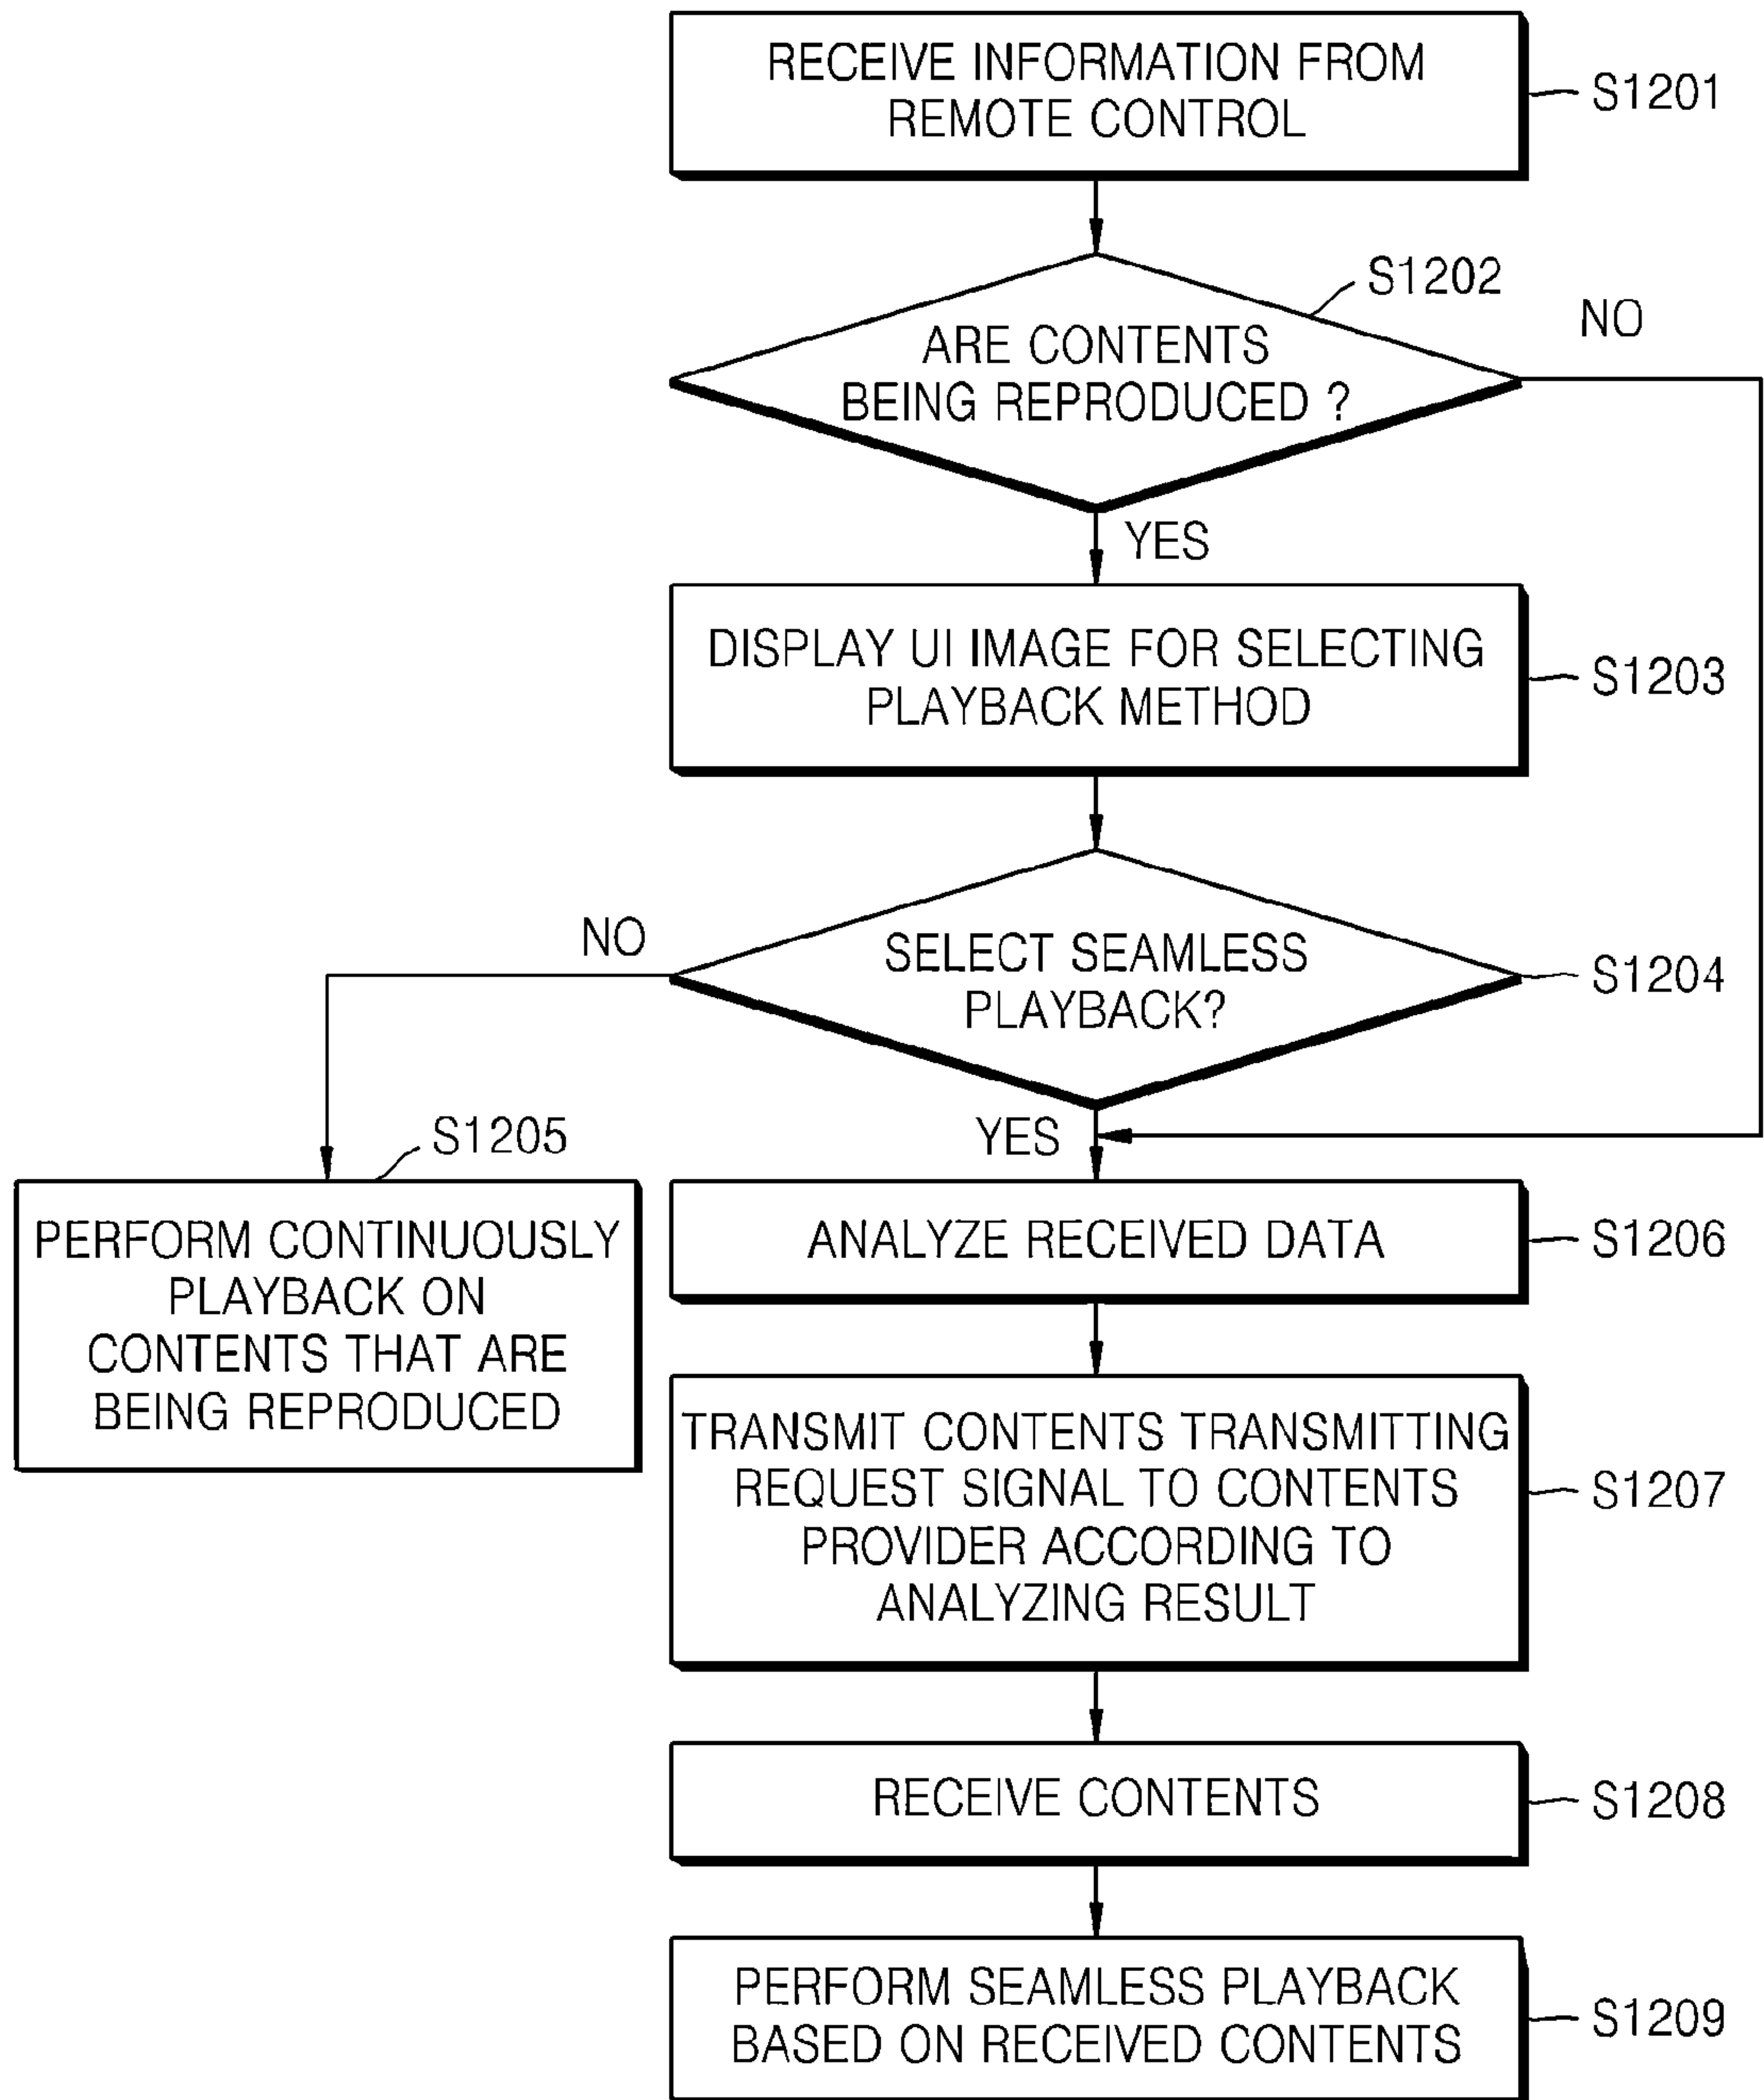 RECEIVE INFORMATION FROM
REMOTE CONTROL
S1201
S1202
NO
ARE CONTENTS
BEING REPRODUCED ?
YES
DISPLAY UI IMAGE FOR SELECTING
PLAYBACK METHOD
S1203
NO
SELECT SEAMLESS
PLAYBACK?
S1204
YES
S1205
PERFORM CONTINUOUSLY
PLAYBACK ON
CONTENTS THAT ARE
BEING REPRODUCED
ANALYZE RECEIVED DATA
S1206
TRANSMIT CONTENTS TRANSMITTING
REQUEST SIGNAL TO CONTENTS
PROVIDER ACCORDING TO
ANALYZING RESULT
S1207
RECEIVE CONTENTS
S1208
PERFORM SEAMLESS PLAYBACK
BASED ON RECEIVED CONTENTS
S1209